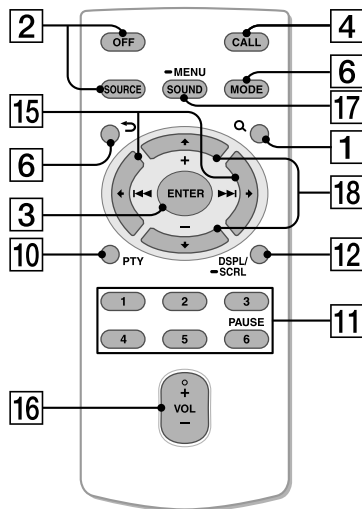 2
4
OFF
CALL
-MENU
6
SOURCE
SOUND
MODE
15
17
6
1
+
ENTER
18
3
-
10
PTY
DSPL/
-SCRL
12
1
2
3
11
PAUSE
4
5
6
16
+
VOL
-